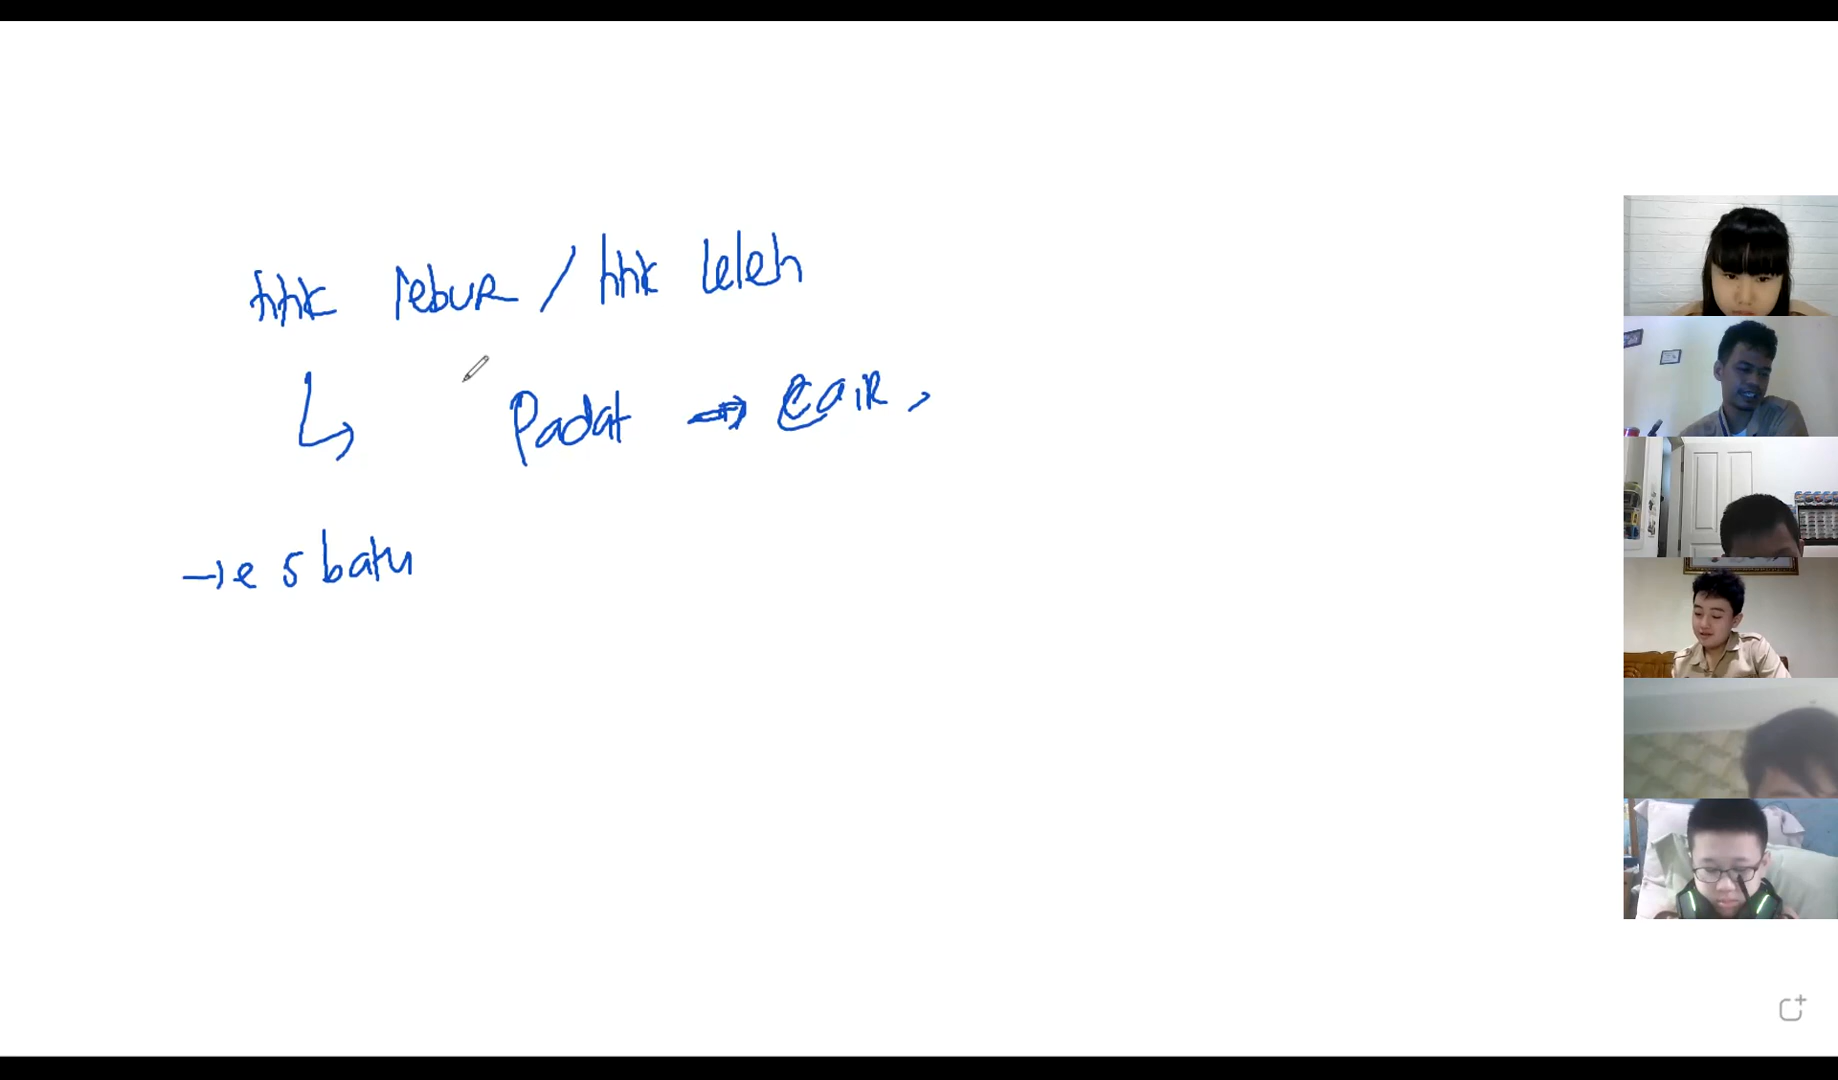 titik lebur / titik leleh
Padat → Cair,
→ es batu